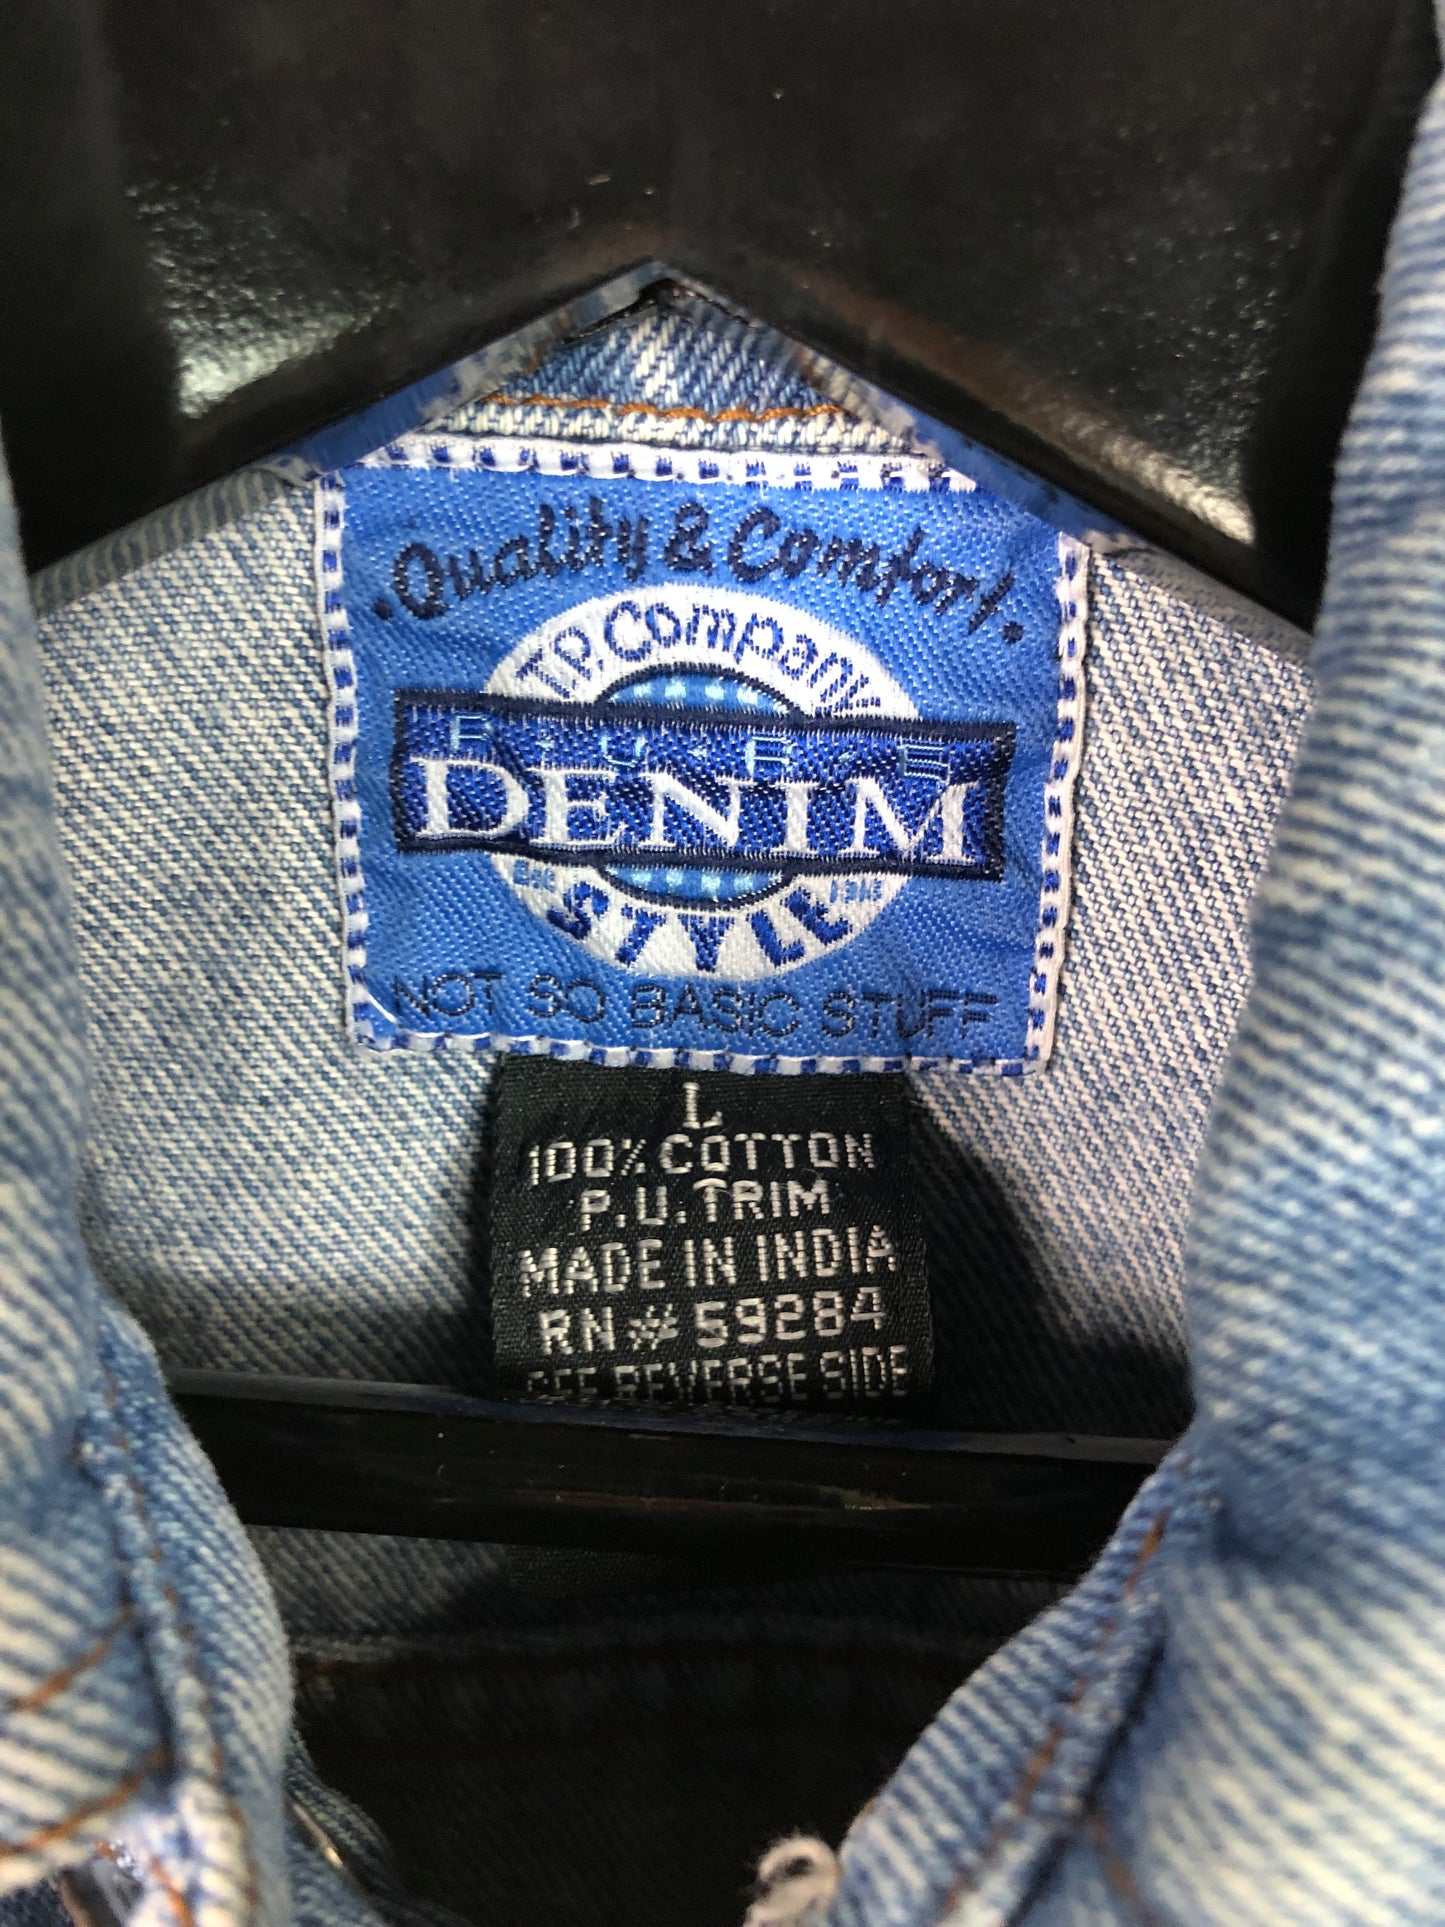 Quality & Comfort
T.P. Company
P·U·R·E
DENIM
STYLE
NOT SO BASIC STUFF
L
100% COTTON
P.U. TRIM
MADE IN INDIA
RN # 59284
SEE REVERSE SIDE